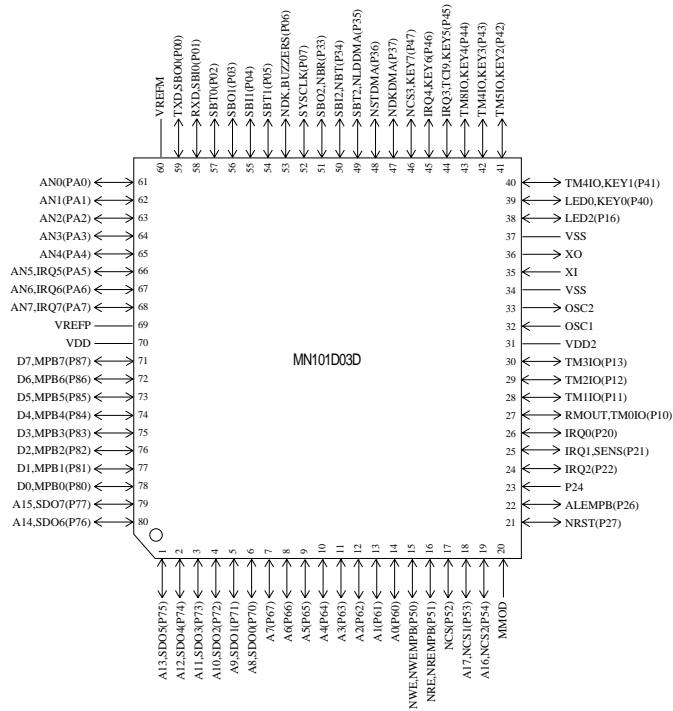 VREFM
TXD,SBO0(P00)
RXD,SBI0(P01)
SBT0(P02)
SBO1(P03)
SBI1(P04)
SBT1(P05)
NDK,BUZZERS(P06)
SYSCLK(P07)
SBO2,NBR(P33)
SBI2,NBT(P34)
SBT2,NLDDMA(P35)
NSTDMA(P36)
NDKDMA(P37)
NCS3,KEY7(P47)
IRQ4,KEY6(P46)
IRQ3,TCI9,KEY5(P45)
TM8IO,KEY4(P44)
TM4IO,KEY3(P43)
TM5IO,KEY2(P42)
60 59 58 57 56 55 54 53 52 51 50 49 48 47 46 45 44 43 42 41
AN0(PA0) 61
AN1(PA1) 62
AN2(PA2) 63
AN3(PA3) 64
AN4(PA4) 65
AN5,IRQ5(PA5) 66
AN6,IRQ6(PA6) 67
AN7,IRQ7(PA7) 68
VREFP 69
VDD 70
D7,MPB7(P87) 71
D6,MPB6(P86) 72
D5,MPB5(P85) 73
D4,MPB4(P84) 74
D3,MPB3(P83) 75
D2,MPB2(P82) 76
D1,MPB1(P81) 77
D0,MPB0(P80) 78
A15,SDO7(P77) 79
A14,SDO6(P76) 80
MN101D03D
40 TM4IO,KEY1(P41)
39 LED0,KEY0(P40)
38 LED2(P16)
37 VSS
36 XO
35 XI
34 VSS
33 OSC2
32 OSC1
31 VDD2
30 TM3IO(P13)
29 TM2IO(P12)
28 TM1IO(P11)
27 RMOUT,TM0IO(P10)
26 IRQ0(P20)
25 IRQ1,SENS(P21)
24 IRQ2(P22)
23 P24
22 ALEMPB(P26)
21 NRST(P27)
1 2 3 4 5 6 7 8 9 10 11 12 13 14 15 16 17 18 19 20
A13,SDO5(P75)
A12,SDO4(P74)
A11,SDO3(P73)
A10,SDO2(P72)
A9,SDO1(P71)
A8,SDO0(P70)
A7(P67)
A6(P66)
A5(P65)
A4(P64)
A3(P63)
A2(P62)
A1(P61)
A0(P60)
NWE,NWEMPB(P50)
NRE,NREMPB(P51)
NCS(P52)
A17,NCS1(P53)
A16,NCS2(P54)
MMOD